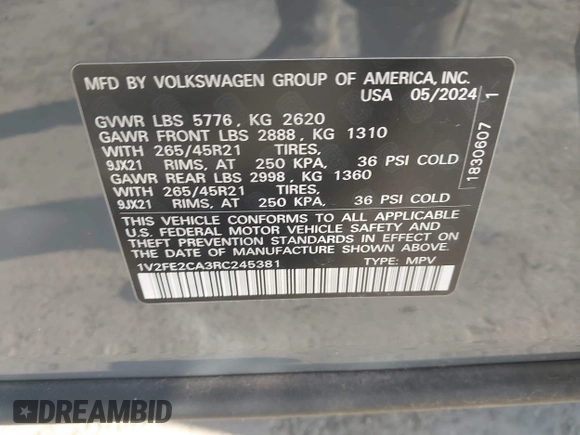 MFD BY VOLKSWAGEN GROUP OF AMERICA, INC.
USA 05/2024
GVWR LBS 5776, KG 2620
GAWR FRONT LBS 2888, KG 1310
WITH 265/45R21 TIRES,
9JX21 RIMS, AT 250 KPA, 36 PSI COLD
GAWR REAR LBS 2998, KG 1360
WITH 265/45R21 TIRES,
9JX21 RIMS, AT 250 KPA, 36 PSI COLD
THIS VEHICLE CONFORMS TO ALL APPLICABLE
U.S. FEDERAL MOTOR VEHICLE SAFETY AND
THEFT PREVENTION STANDARDS IN EFFECT ON
THE DATE OF MANUFACTURE SHOWN ABOVE.
1V2FE2CA3RC245381 TYPE: MPV
1830607 1
DREAMBID